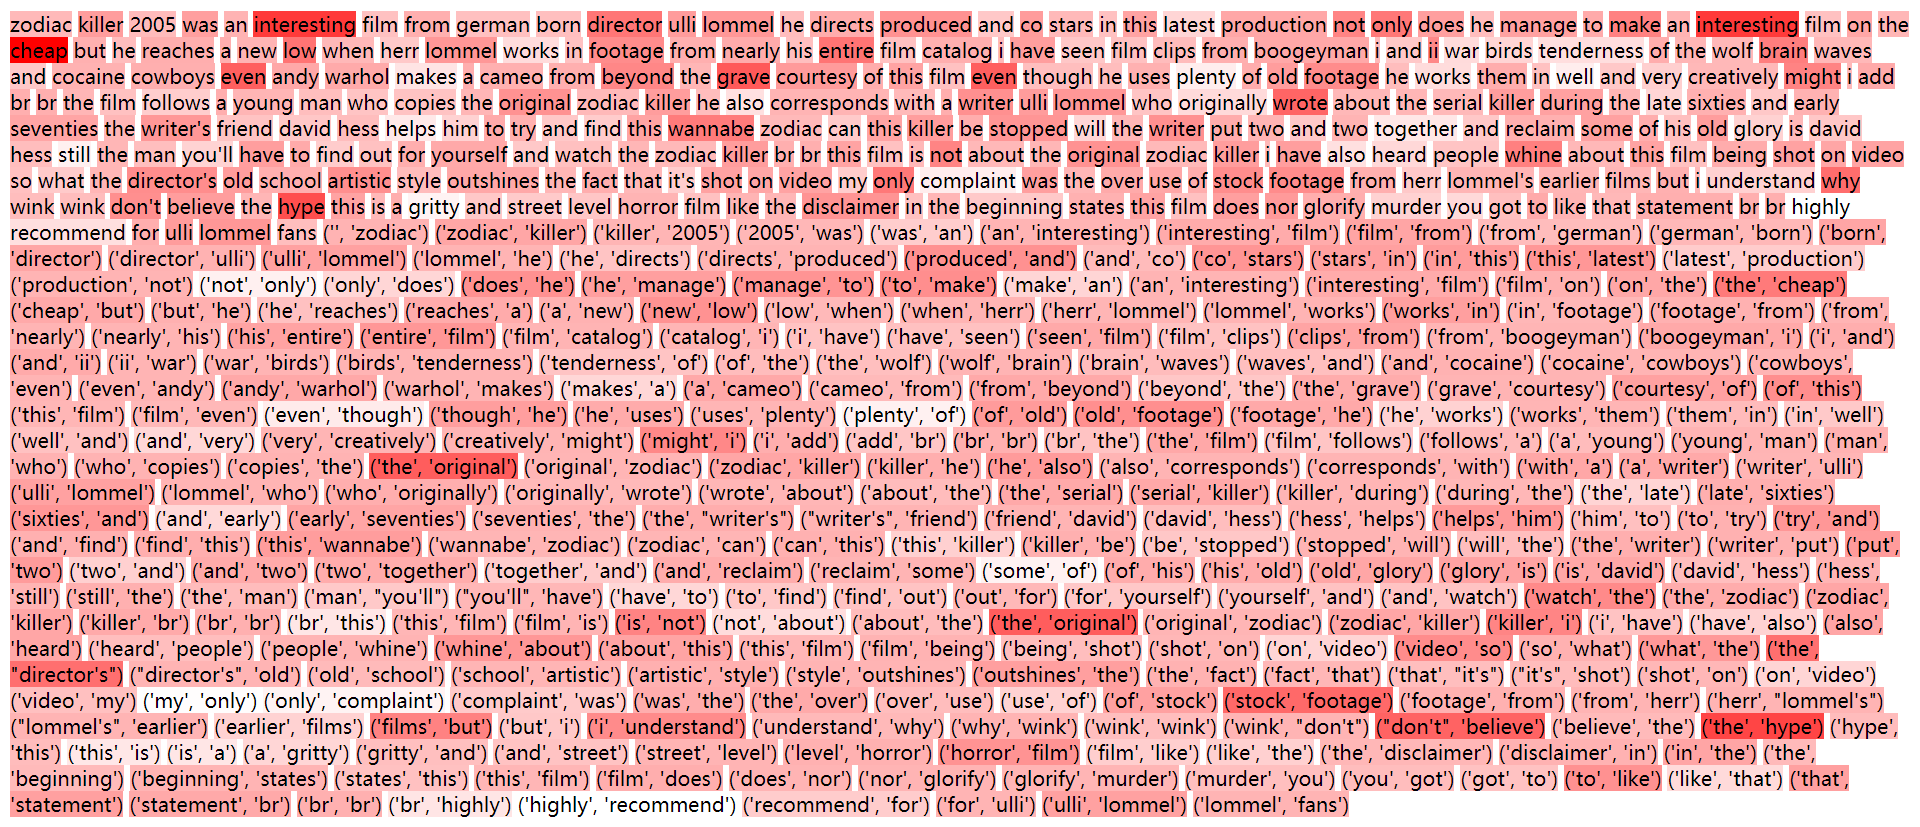 zodiac killer 2005 was an interesting film from german born director ulli lommel he directs produced and co stars in this latest production not only does he manage to make an interesting film on the
cheap but he reaches a new low when herr lommel works in footage from nearly his entire film catalog i have seen film clips from boogeyman i and ii war birds tenderness of the wolf brain waves
and cocaine cowboys even andy warhol makes a cameo from beyond the grave courtesy of this film even though he uses plenty of old footage he works them in well and very creatively might i add
br br the film follows a young man who copies the original zodiac killer he also corresponds with a writer ulli lommel who originally wrote about the serial killer during the late sixties and early
seventies the writer's friend david hess helps him to try and find this wannabe zodiac can this killer be stopped will the writer put two and two together and reclaim some of his old glory is david
hess still the man you'll have to find out for yourself and watch the zodiac killer br br this film is not about the original zodiac killer i have also heard people whine about this film being shot on video
so what the director's old school artistic style outshines the fact that it's shot on video my only complaint was the over use of stock footage from herr lommel's earlier films but i understand why
wink wink don't believe the hype this is a gritty and street level horror film like the disclaimer in the beginning states this film does nor glorify murder you got to like that statement br br highly
recommend for ulli lommel fans ('', 'zodiac') ('zodiac', 'killer') ('killer', '2005') ('2005', 'was') ('was', 'an') ('an', 'interesting') ('interesting', 'film') ('film', 'from') ('from', 'german') ('german', 'born') ('born',
'director') ('director', 'ulli') ('ulli', 'lommel') ('lommel', 'he') ('he', 'directs') ('directs', 'produced') ('produced', 'and') ('and', 'co') ('co', 'stars') ('stars', 'in') ('in', 'this') ('this', 'latest') ('latest', 'production')
('production', 'not') ('not', 'only') ('only', 'does') ('does', 'he') ('he', 'manage') ('manage', 'to') ('to', 'make') ('make', 'an') ('an', 'interesting') ('interesting', 'film') ('film', 'on') ('on', 'the') ('the', 'cheap')
('cheap', 'but') ('but', 'he') ('he', 'reaches') ('reaches', 'a') ('a', 'new') ('new', 'low') ('low', 'when') ('when', 'herr') ('herr', 'lommel') ('lommel', 'works') ('works', 'in') ('in', 'footage') ('footage', 'from') ('from',
'nearly') ('nearly', 'his') ('his', 'entire') ('entire', 'film') ('film', 'catalog') ('catalog', 'i') ('i', 'have') ('have', 'seen') ('seen', 'film') ('film', 'clips') ('clips', 'from') ('from', 'boogeyman') ('boogeyman', 'i') ('i', 'and')
('and', 'ii') ('ii', 'war') ('war', 'birds') ('birds', 'tenderness') ('tenderness', 'of') ('of', 'the') ('the', 'wolf') ('wolf', 'brain') ('brain', 'waves') ('waves', 'and') ('and', 'cocaine') ('cocaine', 'cowboys') ('cowboys',
'even') ('even', 'andy') ('andy', 'warhol') ('warhol', 'makes') ('makes', 'a') ('a', 'cameo') ('cameo', 'from') ('from', 'beyond') ('beyond', 'the') ('the', 'grave') ('grave', 'courtesy') ('courtesy', 'of') ('of', 'this')
('this', 'film') ('film', 'even') ('even', 'though') ('though', 'he') ('he', 'uses') ('uses', 'plenty') ('plenty', 'of') ('of', 'old') ('old', 'footage') ('footage', 'he') ('he', 'works') ('works', 'them') ('them', 'in') ('in', 'well')
('well', 'and') ('and', 'very') ('very', 'creatively') ('creatively', 'might') ('might', 'i') ('i', 'add') ('add', 'br') ('br', 'br') ('br', 'the') ('the', 'film') ('film', 'follows') ('follows', 'a') ('a', 'young') ('young', 'man') ('man',
'who') ('who', 'copies') ('copies', 'the') ('the', 'original') ('original', 'zodiac') ('zodiac', 'killer') ('killer', 'he') ('he', 'also') ('also', 'corresponds') ('corresponds', 'with') ('with', 'a') ('a', 'writer') ('writer', 'ulli')
('ulli', 'lommel') ('lommel', 'who') ('who', 'originally') ('originally', 'wrote') ('wrote', 'about') ('about', 'the') ('the', 'serial') ('serial', 'killer') ('killer', 'during') ('during', 'the') ('the', 'late') ('late', 'sixties')
('sixties', 'and') ('and', 'early') ('early', 'seventies') ('seventies', 'the') ('the', "writer's") ("writer's", 'friend') ('friend', 'david') ('david', 'hess') ('hess', 'helps') ('helps', 'him') ('him', 'to') ('to', 'try') ('try', 'and')
('and', 'find') ('find', 'this') ('this', 'wannabe') ('wannabe', 'zodiac') ('zodiac', 'can') ('can', 'this') ('this', 'killer') ('killer', 'be') ('be', 'stopped') ('stopped', 'will') ('will', 'the') ('the', 'writer') ('writer', 'put') ('put',
'two') ('two', 'and') ('and', 'two') ('two', 'together') ('together', 'and') ('and', 'reclaim') ('reclaim', 'some') ('some', 'of') ('of', 'his') ('his', 'old') ('old', 'glory') ('glory', 'is') ('is', 'david') ('david', 'hess') ('hess',
'still') ('still', 'the') ('the', 'man') ('man', "you'll") ("you'll", 'have') ('have', 'to') ('to', 'find') ('find', 'out') ('out', 'for') ('for', 'yourself') ('yourself', 'and') ('and', 'watch') ('watch', 'the') ('the', 'zodiac') ('zodiac',
'killer') ('killer', 'br') ('br', 'br') ('br', 'this') ('this', 'film') ('film', 'is') ('is', 'not') ('not', 'about') ('about', 'the') ('the', 'original') ('original', 'zodiac') ('zodiac', 'killer') ('killer', 'i') ('i', 'have') ('have', 'also') ('also',
'heard') ('heard', 'people') ('people', 'whine') ('whine', 'about') ('about', 'this') ('this', 'film') ('film', 'being') ('being', 'shot') ('shot', 'on') ('on', 'video') ('video', 'so') ('so', 'what') ('what', 'the') ('the',
"director's") ("director's", 'old') ('old', 'school') ('school', 'artistic') ('artistic', 'style') ('style', 'outshines') ('outshines', 'the') ('the', 'fact') ('fact', 'that') ('that', "it's") ("it's", 'shot') ('shot', 'on') ('on', 'video')
('video', 'my') ('my', 'only') ('only', 'complaint') ('complaint', 'was') ('was', 'the') ('the', 'over') ('over', 'use') ('use', 'of') ('of', 'stock') ('stock', 'footage') ('footage', 'from') ('from', 'herr') ('herr', "lommel's")
("lommel's", 'earlier') ('earlier', 'films') ('films', 'but') ('but', 'i') ('i', 'understand') ('understand', 'why') ('why', 'wink') ('wink', 'wink') ('wink', "don't") ("don't", 'believe') ('believe', 'the') ('the', 'hype') ('hype',
'this') ('this', 'is') ('is', 'a') ('a', 'gritty') ('gritty', 'and') ('and', 'street') ('street', 'level') ('level', 'horror') ('horror', 'film') ('film', 'like') ('like', 'the') ('the', 'disclaimer') ('disclaimer', 'in') ('in', 'the') ('the',
'beginning') ('beginning', 'states') ('states', 'this') ('this', 'film') ('film', 'does') ('does', 'nor') ('nor', 'glorify') ('glorify', 'murder') ('murder', 'you') ('you', 'got') ('got', 'to') ('to', 'like') ('like', 'that') ('that',
'statement') ('statement', 'br') ('br', 'br') ('br', 'highly') ('highly', 'recommend') ('recommend', 'for') ('for', 'ulli') ('ulli', 'lommel') ('lommel', 'fans')